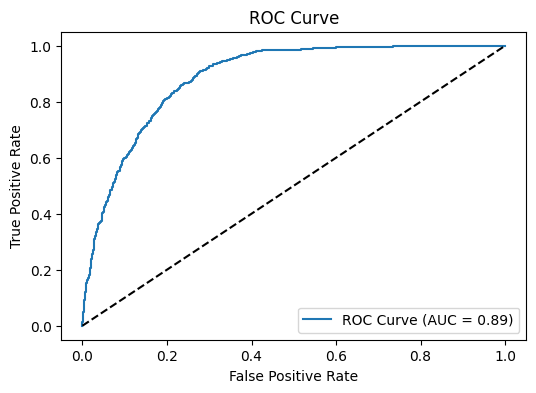 ROC Curve
True Positive Rate
1.0
0.8
0.6
0.4
0.2
0.0
ROC Curve (AUC = 0.89)
0.0 0.2 0.4 0.6 0.8 1.0
False Positive Rate